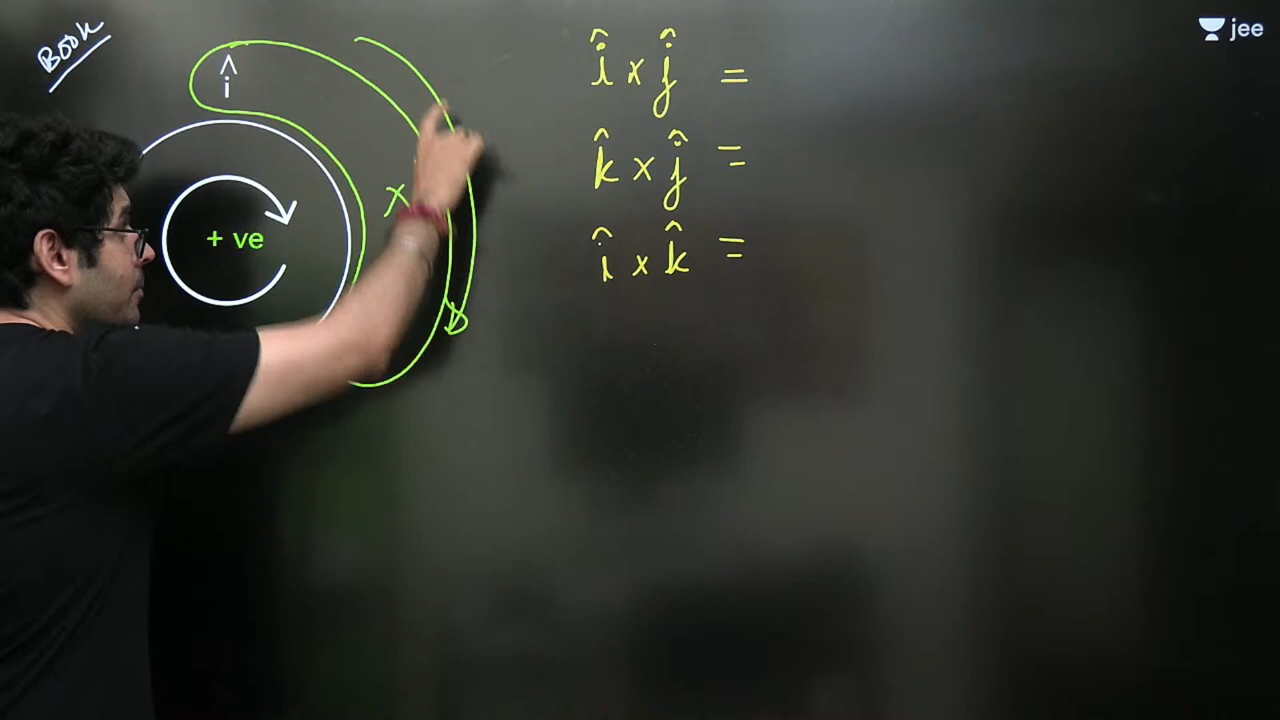 Book
î
× 
+ ve
î × ĵ =
k̂ × ĵ =
î × k̂ =
jee